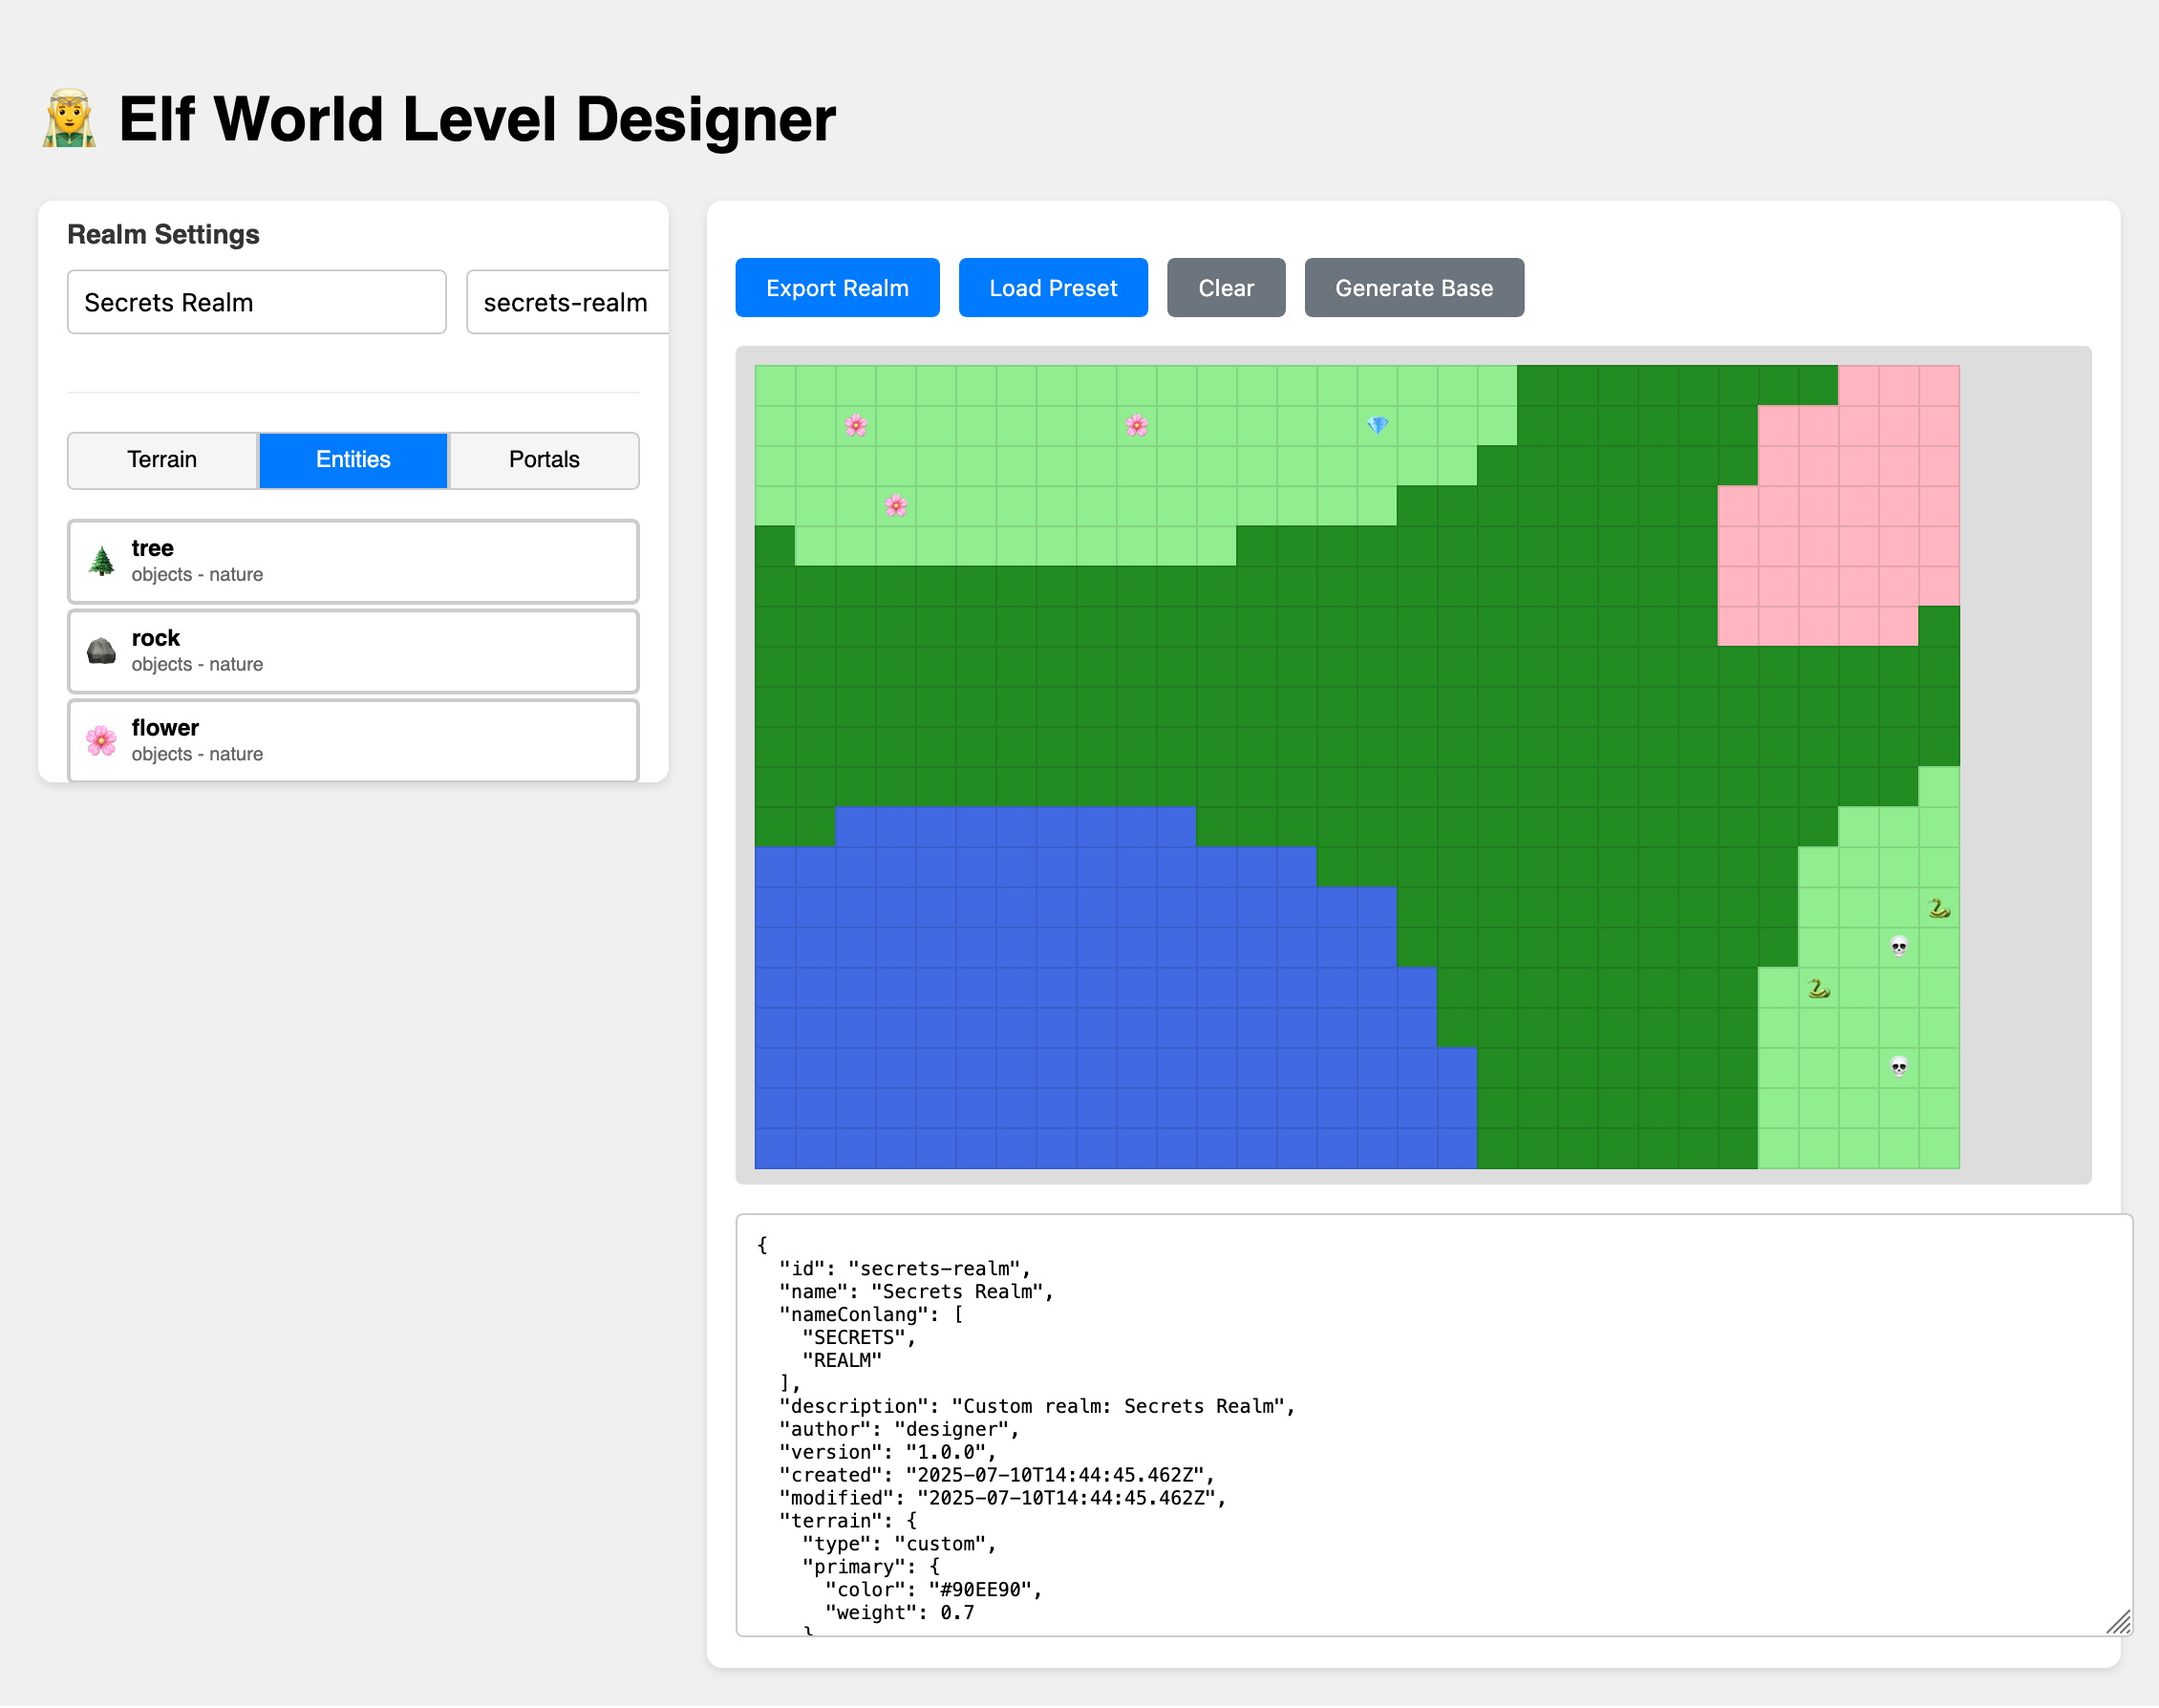 Elf World Level Designer
Realm Settings
Secrets Realm
secrets-realm
Terrain
Entities
Portals
tree
objects - nature
rock
objects - nature
flower
objects - nature
Export Realm
Load Preset
Clear
Generate Base
{
  "id": "secrets-realm",
  "name": "Secrets Realm",
  "nameConlang": [
    "SECRETS",
    "REALM"
  ],
  "description": "Custom realm: Secrets Realm",
  "author": "designer",
  "version": "1.0.0",
  "created": "2025-07-10T14:44:45.462Z",
  "modified": "2025-07-10T14:44:45.462Z",
  "terrain": {
    "type": "custom",
    "primary": {
      "color": "#90EE90",
      "weight": 0.7
    }